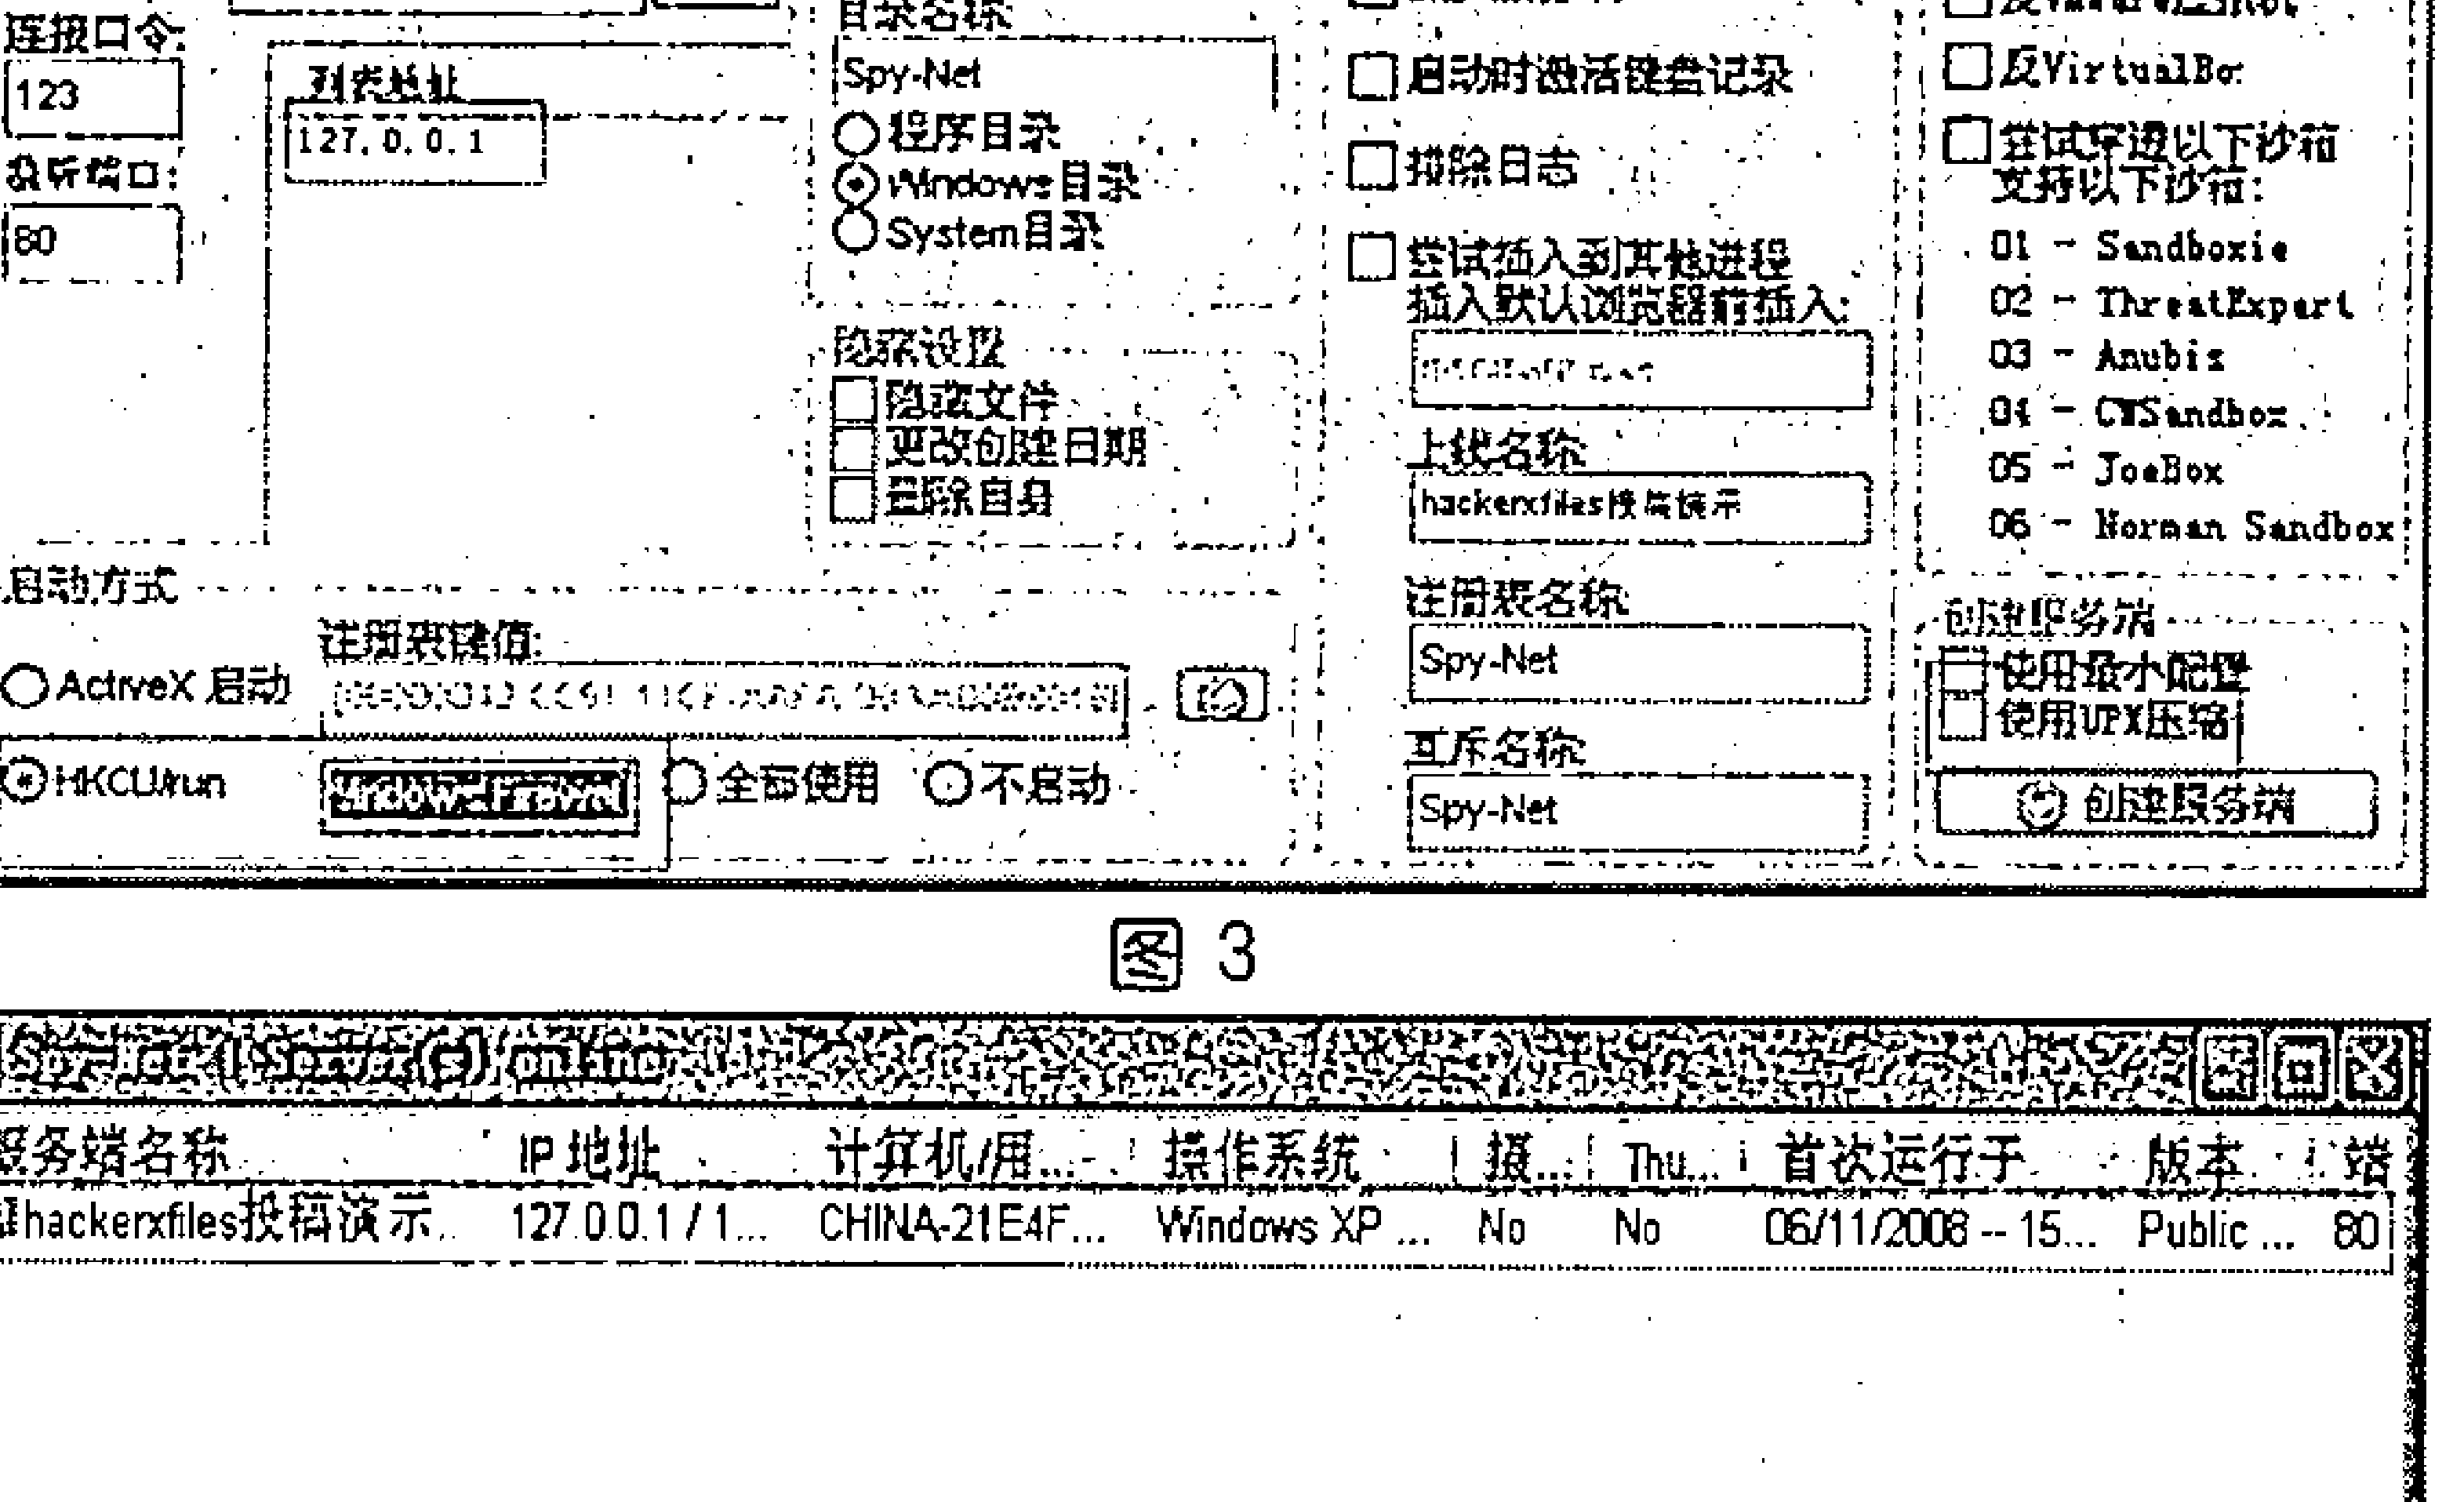 连接口令:
123
监听端口:
80
列表地址
127.0.0.1
目录名称
Spy-Net
程序目录
Windows目录
System目录
隐藏设置
隐藏文件
更改创建日期
删除自身
启动时激活键盘记录
排除日志
尝试插入到其他进程
插入默认浏览器前插入:
上线名称
hackerxfiles投稿演示
注册表名称
Spy-Net
互斥名称
Spy-Net
反VirtualBox
尝试穿过以下沙箱
支持以下沙箱:
01 - Sandboxie
02 - ThreatExpert
03 - Anubis
04 - CWSandbox
05 - JoeBox
06 - Norman Sandbox
启动方式
注册表键值:
ActiveX 启动
HKCU/run
全部使用
不启动
创建服务端
使用最小配置
使用UPX压缩
创建服务端
图 3
Spy-Net (1 Server(s) online)
服务端名称 IP 地址 计算机/用... 操作系统 摄... Thu... 首次运行于 版本 端
hackerxfiles投稿演示 127.0.0.1 / 1... CHINA-21E4F... Windows XP ... No No 06/11/2008 -- 15... Public ... 80